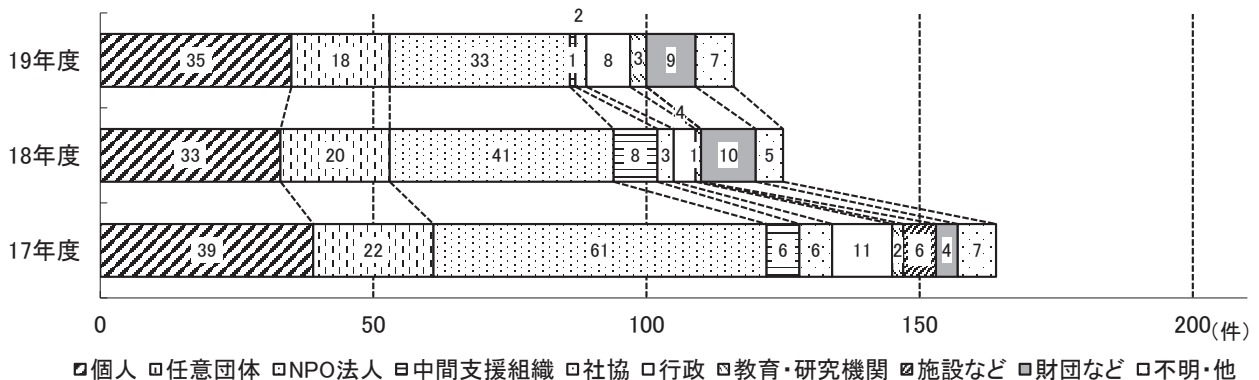 2
19年度 35 18 33 1 8 3 9 7
4
18年度 33 20 41 8 3 1 10 5
17年度 39 22 61 6 6 11 2 6 4 7
0 50 100 150 200(件)
個人 任意団体 NPO法人 中間支援組織 社協 行政 教育・研究機関 施設など 財団など 不明・他